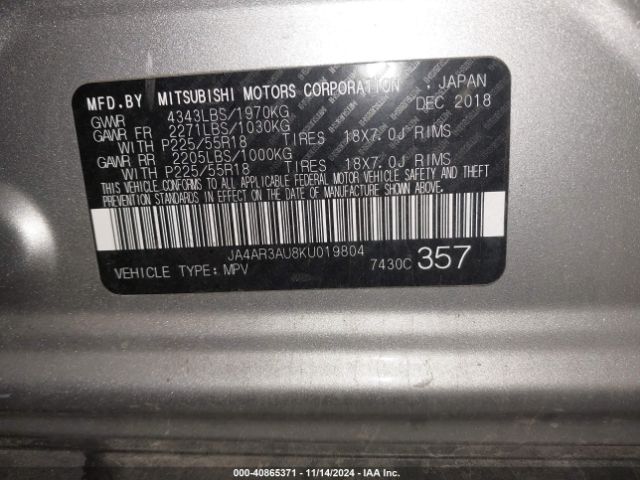 MFD.BY MITSUBISHI MOTORS CORPORATION , JAPAN
GVWR 4343LBS/1970KG DEC 2018
GAWR FR 2271LBS/1030KG
WITH P225/55R18 TIRES 18X7.0J RIMS
GAWR RR 2205LBS/1000KG
WITH P225/55R18 TIRES 18X7.0J RIMS
THIS VEHICLE CONFORMS TO ALL APPLICABLE FEDERAL MOTOR VEHICLE SAFETY AND THEFT
PREVENTION STANDARDS IN EFFECT ON THE DATE OF MANUFACTURE SHOWN ABOVE.
JA4AR3AU8KU019804
VEHICLE TYPE:MPV 7430C 357
000-40865371 | 11/14/2024 - IAA Inc.